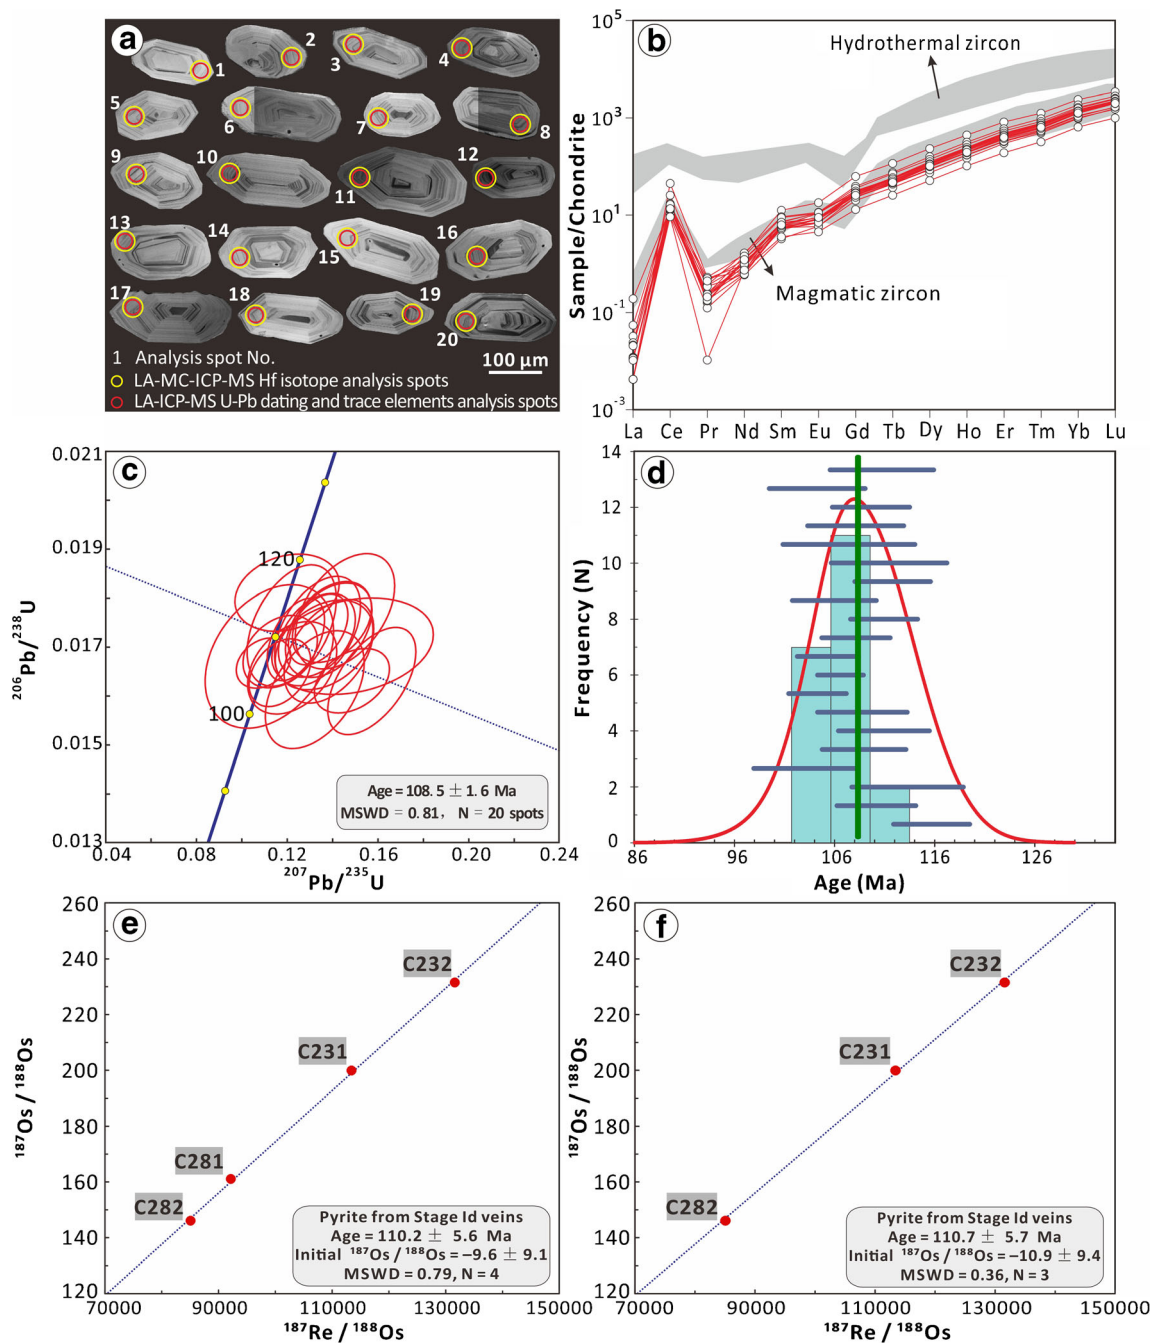 a
1
2
3
4
5
6
7
8
9
10
11
12
13
14
15
16
17
18
19
20
1 Analysis spot No.
LA-MC-ICP-MS Hf isotope analysis spots
LA-ICP-MS U-Pb dating and trace elements analysis spots
100 μm
b
Hydrothermal zircon
Magmatic zircon
Sample/Chondrite
10⁵
10³
10¹
10⁻¹
10⁻³
La Ce Pr Nd Sm Eu Gd Tb Dy Ho Er Tm Yb Lu
c
²⁰⁶Pb/²³⁸U
0.021
0.019
0.017
0.015
0.013
120
100
Age = 108.5 ± 1.6 Ma
MSWD = 0.81, N = 20 spots
0.04 0.08 0.12 0.16 0.20 0.24
²⁰⁷Pb/²³⁵U
d
Frequency (N)
14
12
10
8
6
4
2
0
86 96 106 116 126
Age (Ma)
e
¹⁸⁷Os / ¹⁸⁸Os
260
240
220
200
180
160
140
120
C232
C231
C281
C282
Pyrite from Stage Id veins
Age = 110.2 ± 5.6 Ma
Initial ¹⁸⁷Os / ¹⁸⁸Os = –9.6 ± 9.1
MSWD = 0.79, N = 4
70000 90000 110000 130000 150000
¹⁸⁷Re / ¹⁸⁸Os
f
¹⁸⁷Os / ¹⁸⁸Os
260
240
220
200
180
160
140
120
C232
C231
C282
Pyrite from Stage Id veins
Age = 110.7 ± 5.7 Ma
Initial ¹⁸⁷Os / ¹⁸⁸Os = –10.9 ± 9.4
MSWD = 0.36, N = 3
70000 90000 110000 130000 150000
¹⁸⁷Re / ¹⁸⁸Os